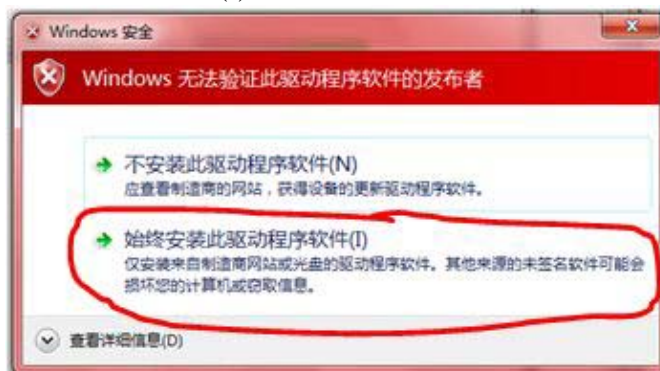 Windows 安全
Windows 无法验证此驱动程序软件的发布者
不安装此驱动程序软件(N)
应查看制造商的网站，获得设备的更新驱动程序软件。
始终安装此驱动程序软件(I)
仅安装来自制造商网站或光盘的驱动程序软件。其他来源的未签名软件可能会
损坏您的计算机或窃取信息。
查看详细信息(D)